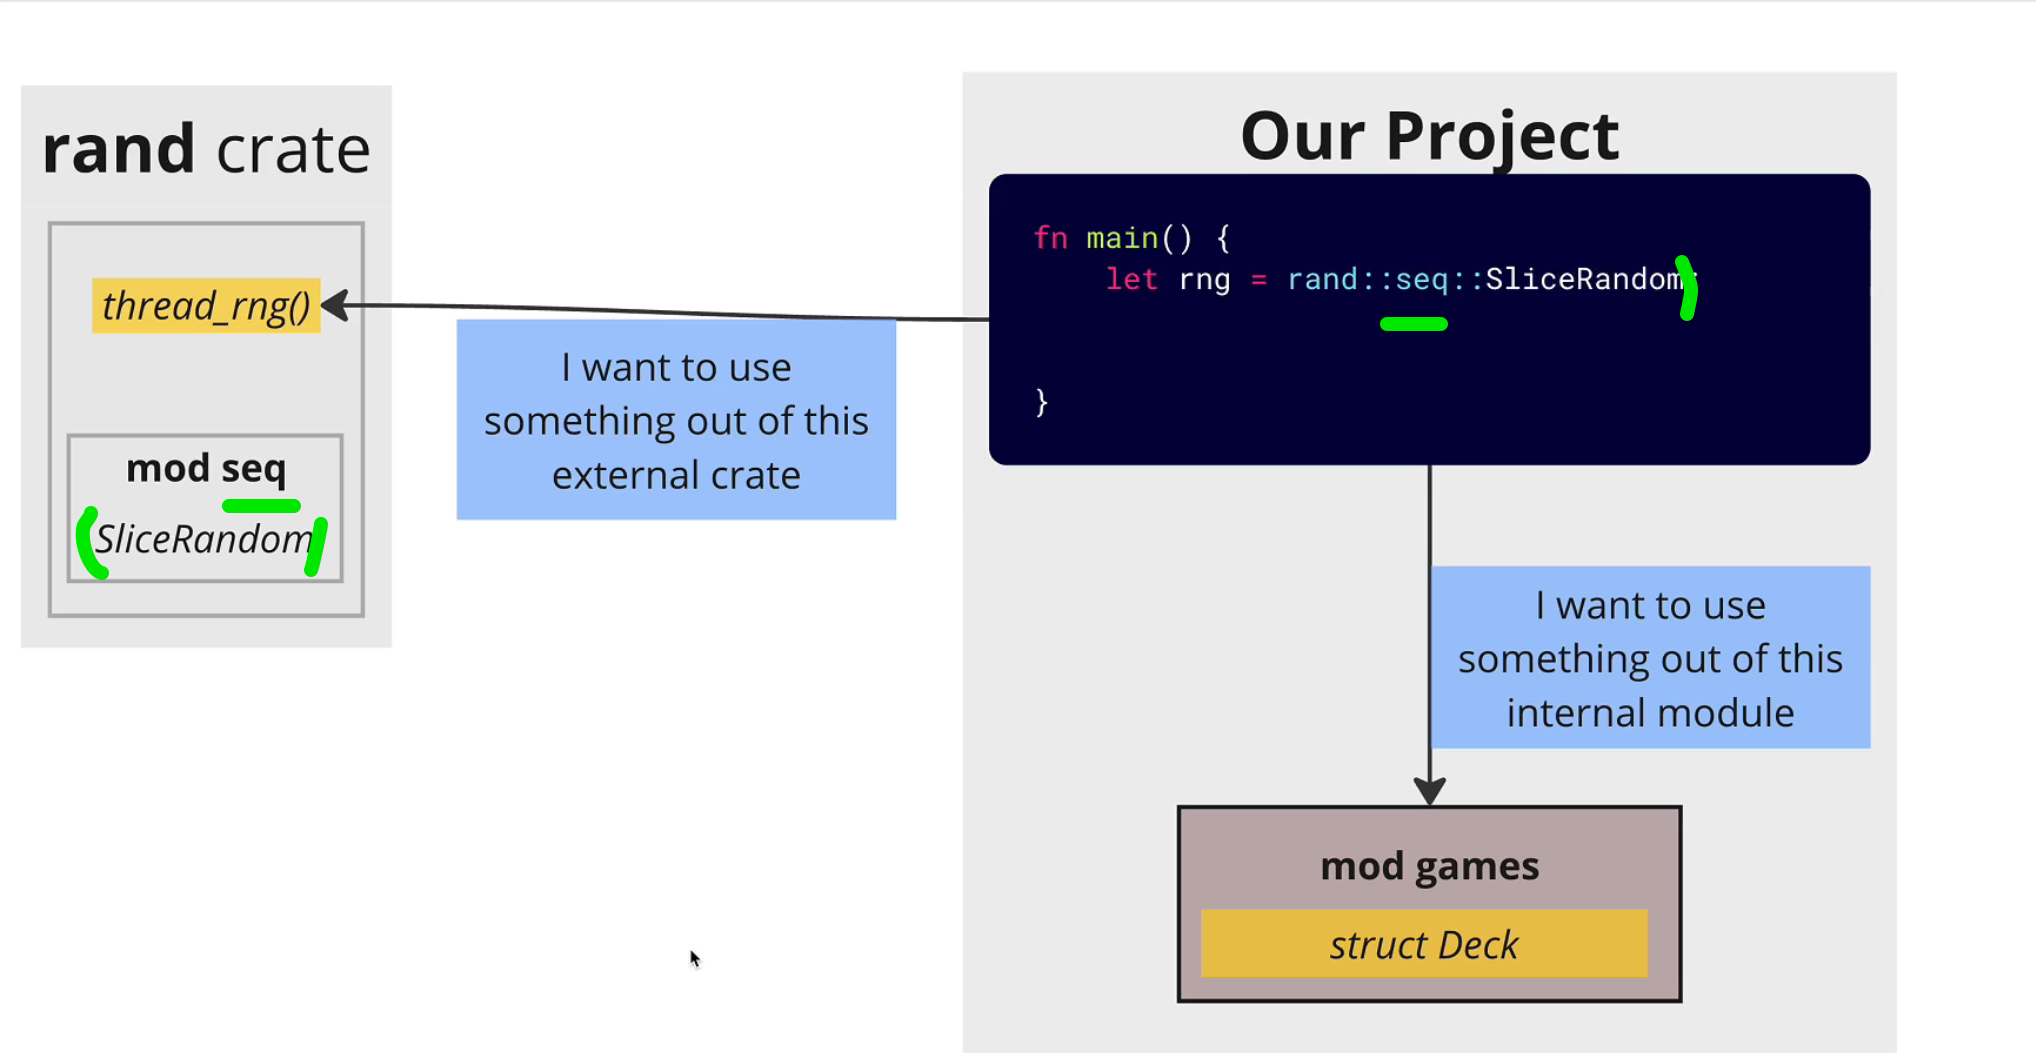 rand crate
thread_rng()
mod seq
SliceRandom
I want to use
something out of this
external crate
Our Project
fn main() {
let rng = rand::seq::SliceRandom;
}
I want to use
something out of this
internal module
mod games
struct Deck